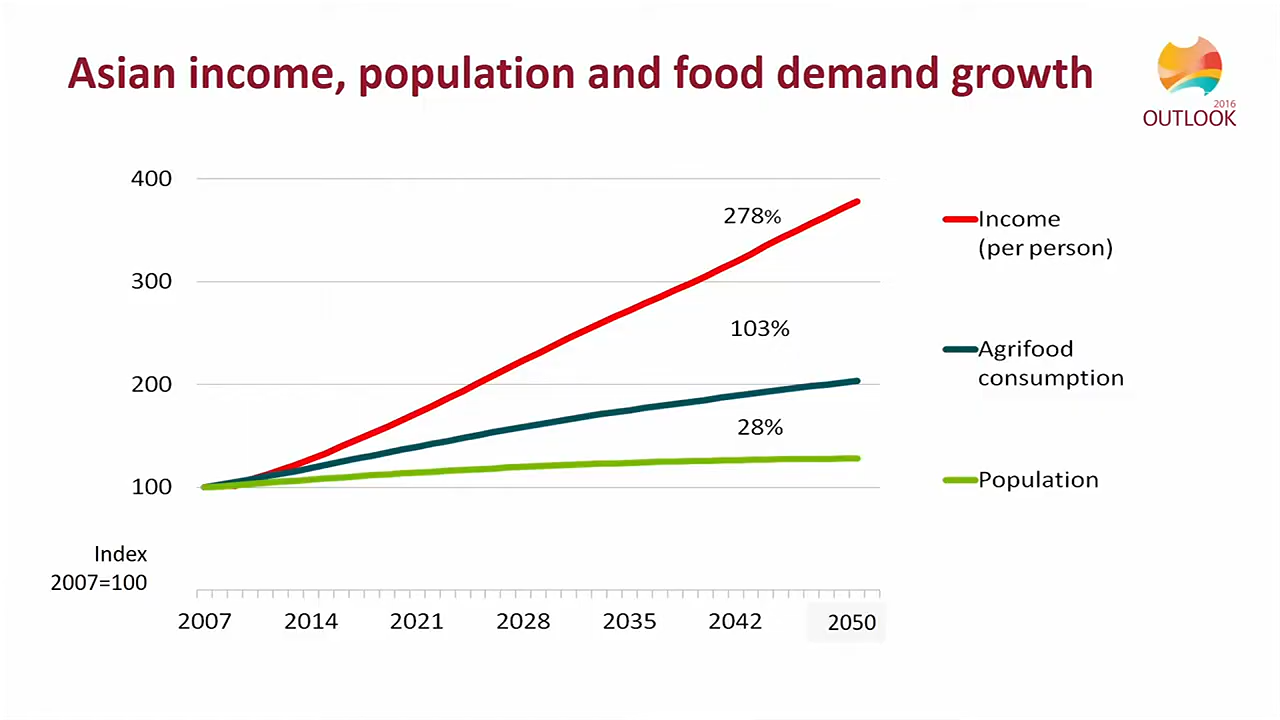 Asian income, population and food demand growth
2016
OUTLOOK
400
300
200
100
278%
103%
28%
Income
(per person)
Agrifood
consumption
Population
Index
2007=100
2007 2014 2021 2028 2035 2042 2050